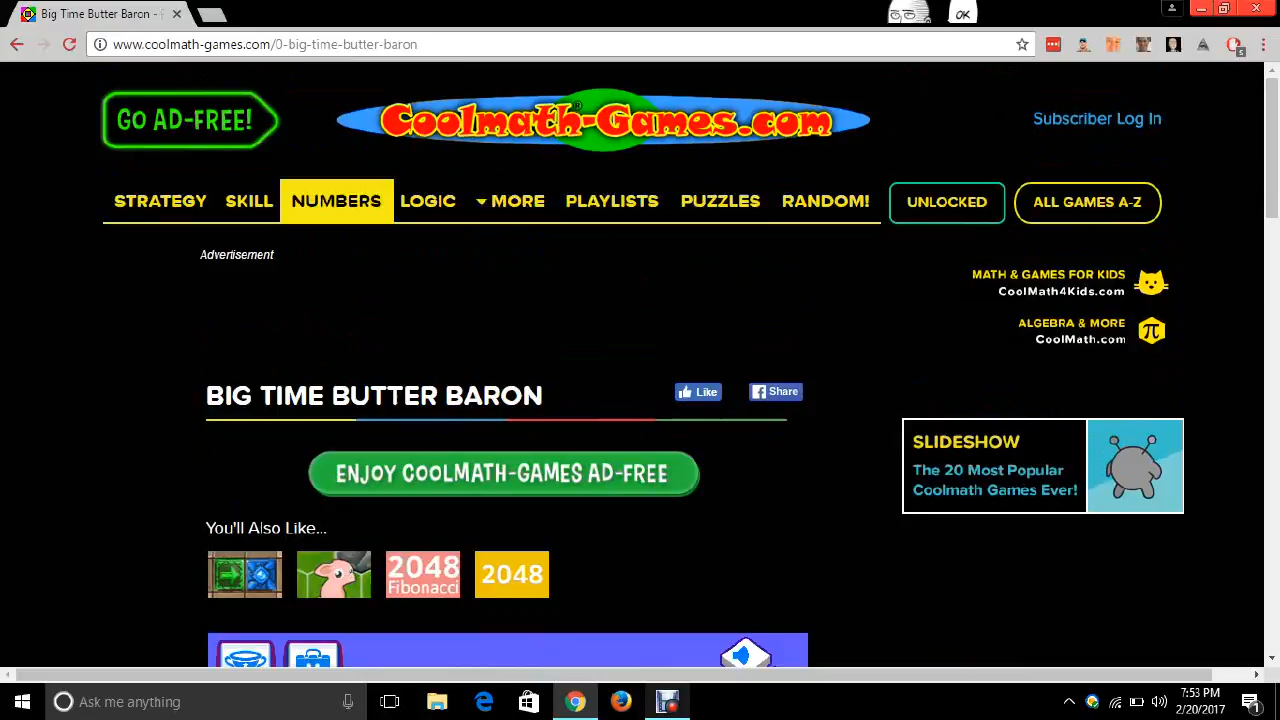 Big Time Butter Baron -
OK
www.coolmath-games.com/0-big-time-butter-baron
5
GO AD-FREE!
Coolmath-Games.com
®
Subscriber Log In
STRATEGY SKILL NUMBERS LOGIC MORE PLAYLISTS PUZZLES RANDOM! UNLOCKED ALL GAMES A-Z
Advertisement
MATH & GAMES FOR KIDS
CoolMath4Kids.com
ALGEBRA & MORE
CoolMath.com
π
BIG TIME BUTTER BARON
Like
Share
SLIDESHOW
The 20 Most Popular
Coolmath Games Ever!
ENJOY COOLMATH-GAMES AD-FREE
You'll Also Like...
2048
Fibonacci
2048
Ask me anything
7:53 PM
2/20/2017
1